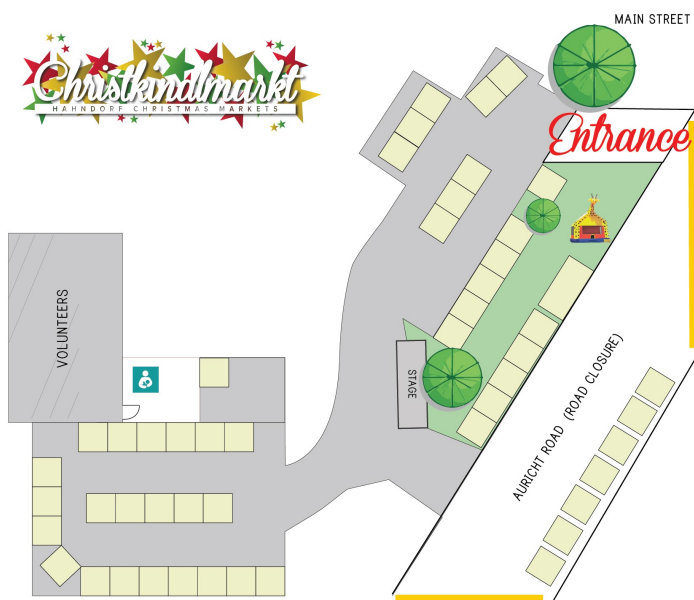 MAIN STREET
Christkindlmarkt
HAHNDORF CHRISTMAS MARKETS
Entrance
VOLUNTEERS
STAGE
AURICHT ROAD (ROAD CLOSURE)